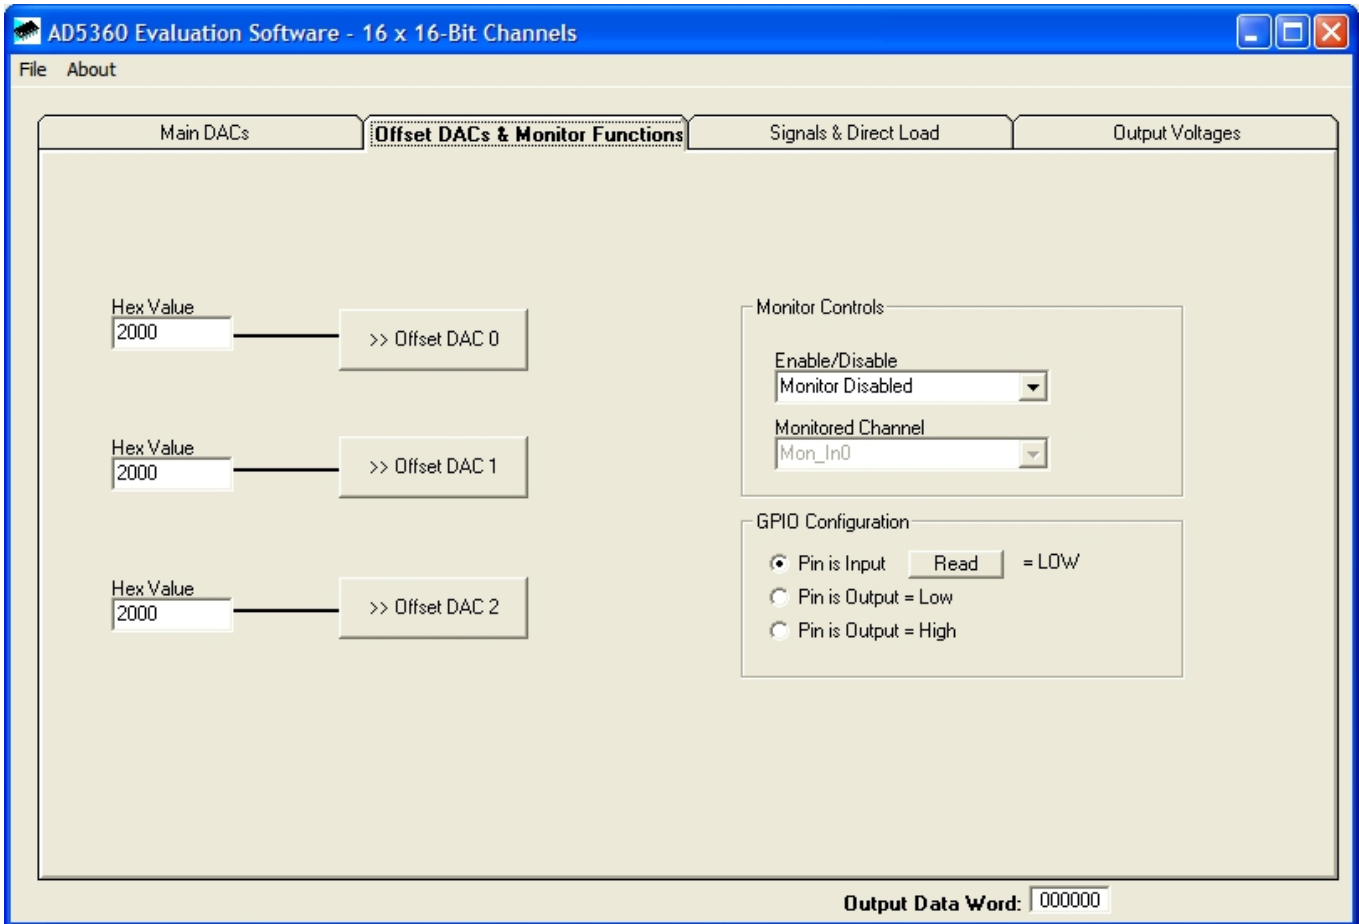 AD5360 Evaluation Software - 16 x 16-Bit Channels
File About
Main DACs
Offset DACs & Monitor Functions
Signals & Direct Load
Output Voltages
Hex Value
2000
>> Offset DAC 0
Hex Value
2000
>> Offset DAC 1
Hex Value
2000
>> Offset DAC 2
Monitor Controls
Enable/Disable
Monitor Disabled
Monitored Channel
Mon_In0
GPIO Configuration
Pin is Input Read = LOW
Pin is Output = Low
Pin is Output = High
Output Data Word: 000000